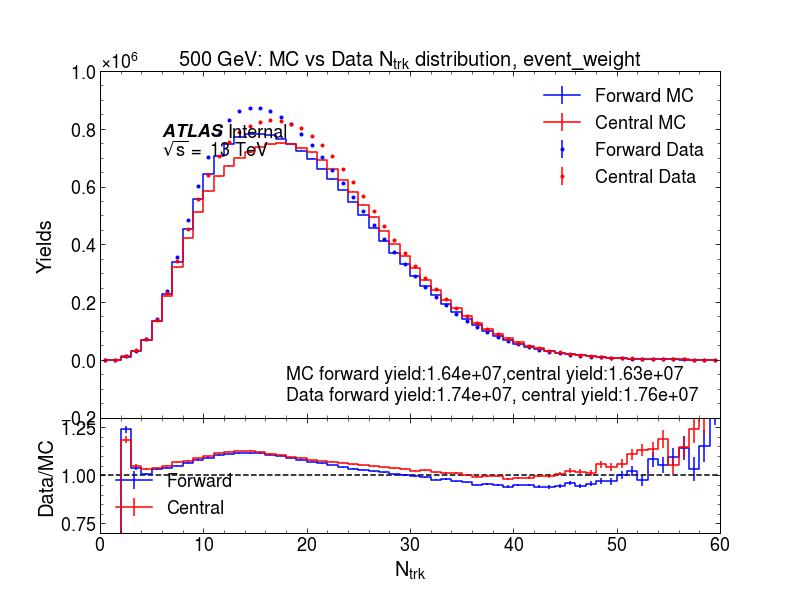 ×10⁶
500 GeV: MC vs Data Nₜᵣₖ distribution, event_weight
1.0
0.8
0.6
0.4
0.2
0.0
0.2
Yields
ATLAS Internal
√s = 13 TeV
Forward MC
Central MC
Forward Data
Central Data
MC forward yield:1.64e+07,central yield:1.63e+07
Data forward yield:1.74e+07, central yield:1.76e+07
1.25
1.00
0.75
Data/MC
Forward
Central
0 10 20 30 40 50 60
Nₜᵣₖ